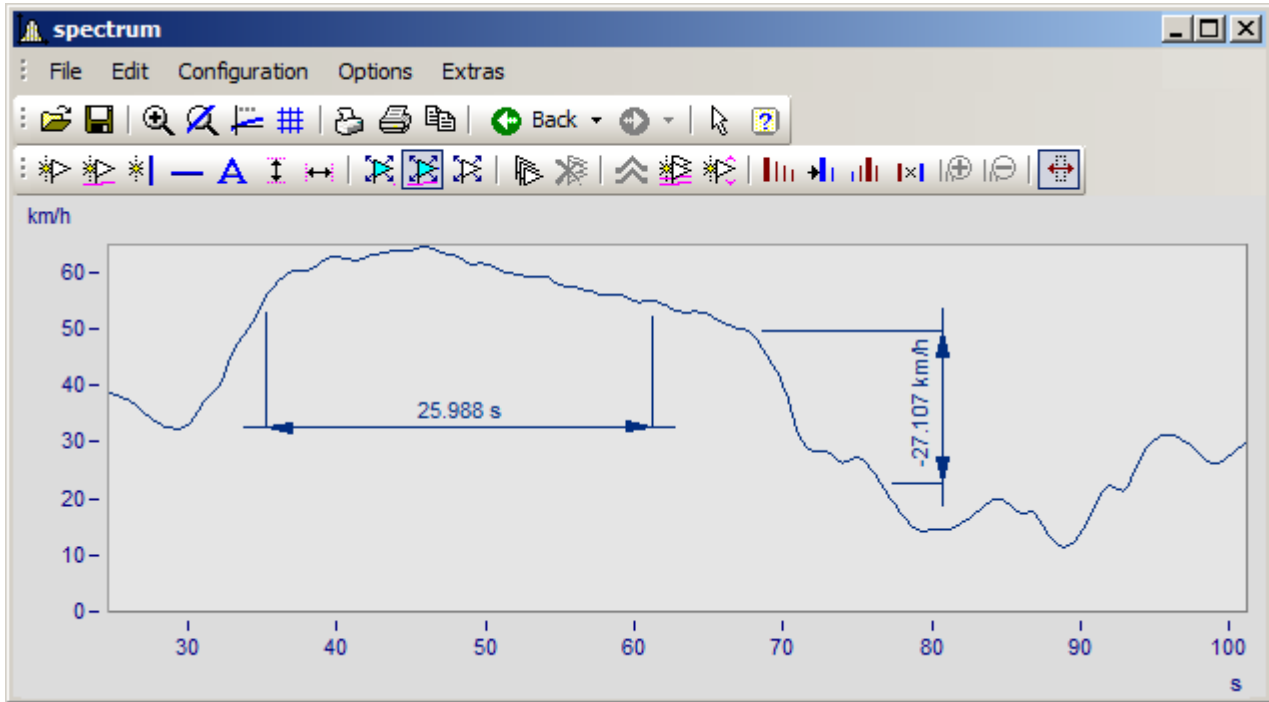 spectrum
File Edit Configuration Options Extras
Back
A
km/h
60
50
40
30
20
10
0
25.988 s
-27.107 km/h
30 40 50 60 70 80 90 100
s